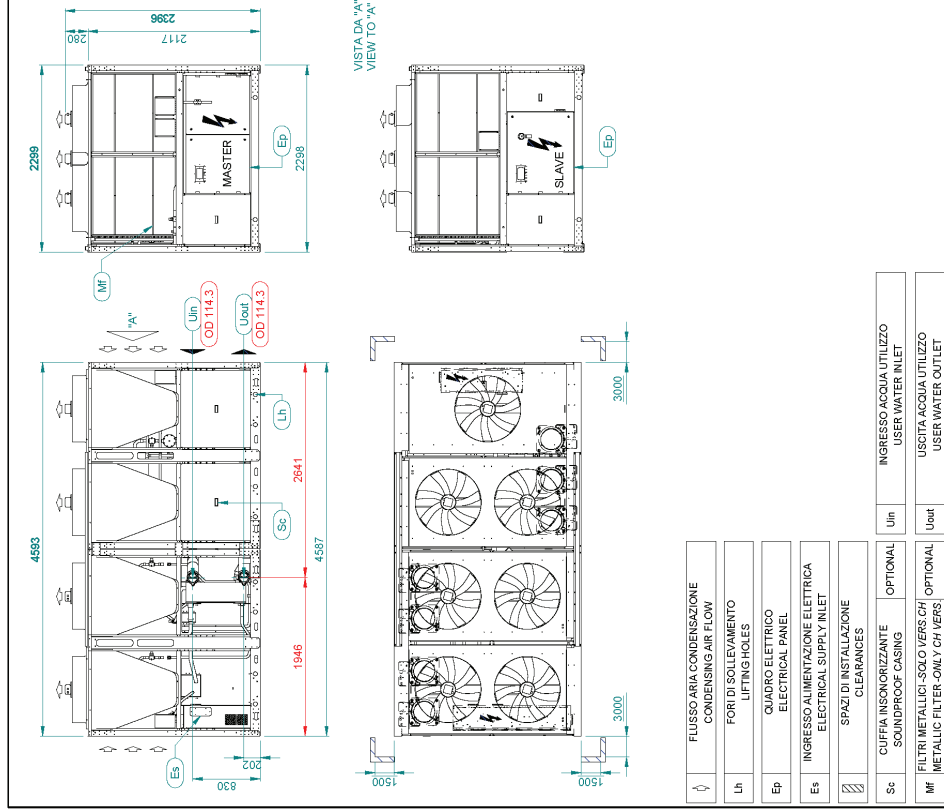 2396
280
2117
VISTA DA "A"
VIEW TO "A"
2299
MASTER
Ep
2298
Mf
SLAVE
Ep
"A"
Uin
OD 114.3
Uout
OD 114.3
4593
Lh
2641
Sc
4587
1946
Es
202
830
3000
3000
1500
1500
FLUSSO ARIA CONDENSAZIONE
CONDENSING AIR FLOW
Lh
FORI DI SOLLEVAMENTO
LIFTING HOLES
Ep
QUADRO ELETTRICO
ELECTRICAL PANEL
Es
INGRESSO ALIMENTAZIONE ELETTRICA
ELECTRICAL SUPPLY INLET
SPAZI DI INSTALLAZIONE
CLEARANCES
Sc
CUFFIA INSONORIZZANTE
SOUNDPROOF CASING
OPTIONAL
Mf
FILTRI METALLICI-SOLO VERS.CH
METALLIC FILTER-ONLY CH VERS.
OPTIONAL
Uin
INGRESSO ACQUA UTILIZZO
USER WATER INLET
Uout
USCITA ACQUA UTILIZZO
USER WATER OUTLET